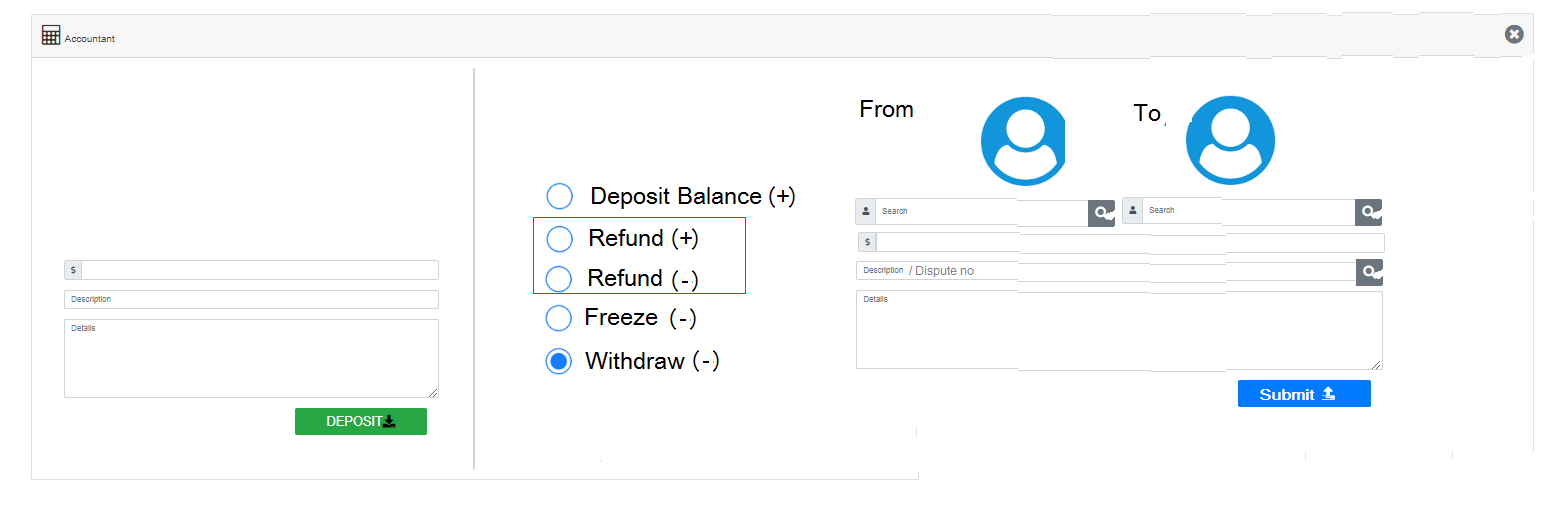 Accountant
$
Description
Details
DEPOSIT
Deposit Balance (+)
Refund (+)
Refund (-)
Freeze (-)
Withdraw (-)
From
To,
Search
Search
$
Description / Dispute no
Details
Submit